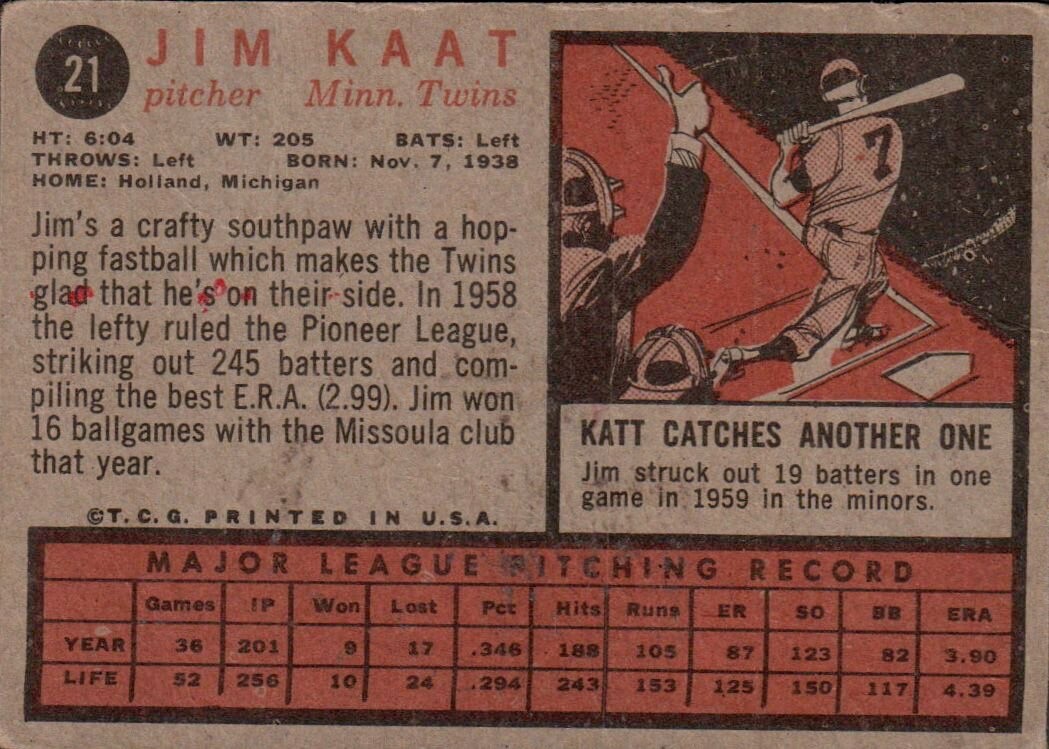 21
JIM KAAT
pitcher Minn. Twins
HT: 6:04 WT: 205 BATS: Left
THROWS: Left BORN: Nov. 7, 1938
HOME: Holland, Michigan
Jim's a crafty southpaw with a hop-
ping fastball which makes the Twins
glad that he's on their side. In 1958
the lefty ruled the Pioneer League,
striking out 245 batters and com-
piling the best E.R.A. (2.99). Jim won
16 ballgames with the Missoula club
that year.
©T.C.G. PRINTED IN U.S.A.
7
KATT CATCHES ANOTHER ONE
Jim struck out 19 batters in one
game in 1959 in the minors.
MAJOR LEAGUE PITCHING RECORD
Games IP Won Lost Pct Hits Runs ER SO BB ERA
YEAR 36 201 9 17 .346 188 105 87 123 82 3.90
LIFE 52 256 10 24 .294 243 153 125 150 117 4.39